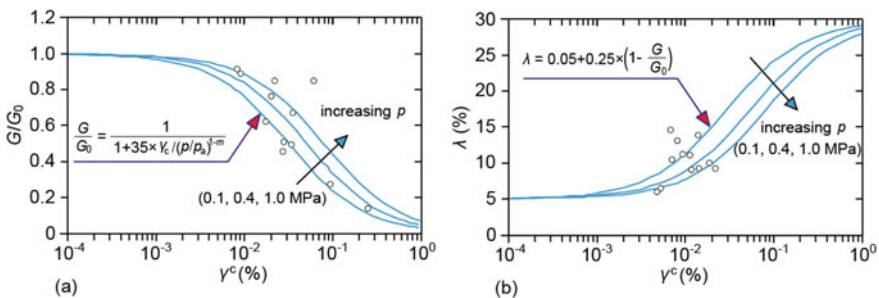 1.2
1.0
0.8
0.6
0.4
0.2
0
G/G₀
increasing p
G/G₀ = 1 / 1+35×γc/(p/pa)^1-m
(0.1, 0.4, 1.0 MPa)
10⁻⁴ 10⁻³ 10⁻² 10⁻¹ 10⁰
(a) γᶜ(%)
30
25
20
15
10
5
0
λ (%)
λ = 0.05+0.25×(1- G/G₀)
increasing p
(0.1, 0.4, 1.0 MPa)
10⁻⁴ 10⁻³ 10⁻² 10⁻¹ 10⁰
(b) γᶜ(%)